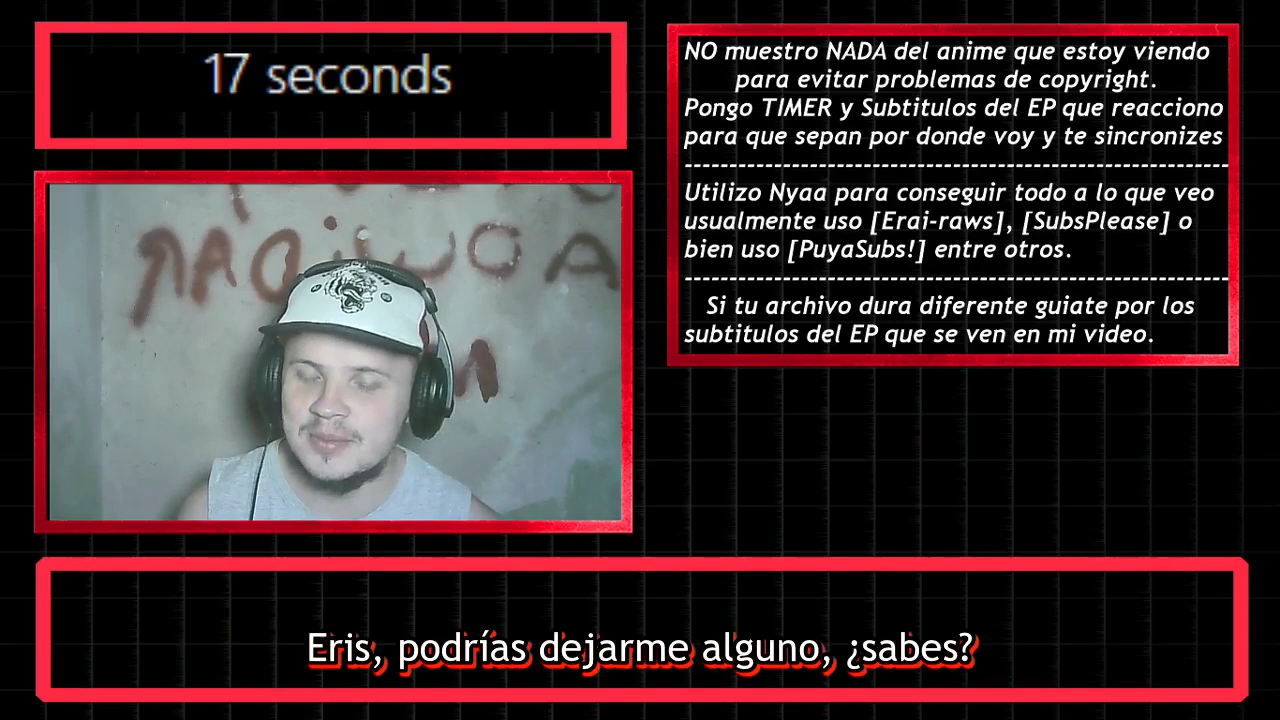 17 seconds
NO muestro NADA del anime que estoy viendo
para evitar problemas de copyright.
Pongo TIMER y Subtitulos del EP que reacciono
para que sepan por donde voy y te sincronizes
Utilizo Nyaa para conseguir todo a lo que veo
usualmente uso [Erai-raws], [SubsPlease] o
bien uso [PuyaSubs!] entre otros.
Si tu archivo dura diferente guiate por los
subtitulos del EP que se ven en mi video.
Eris, podrías dejarme alguno, ¿sabes?